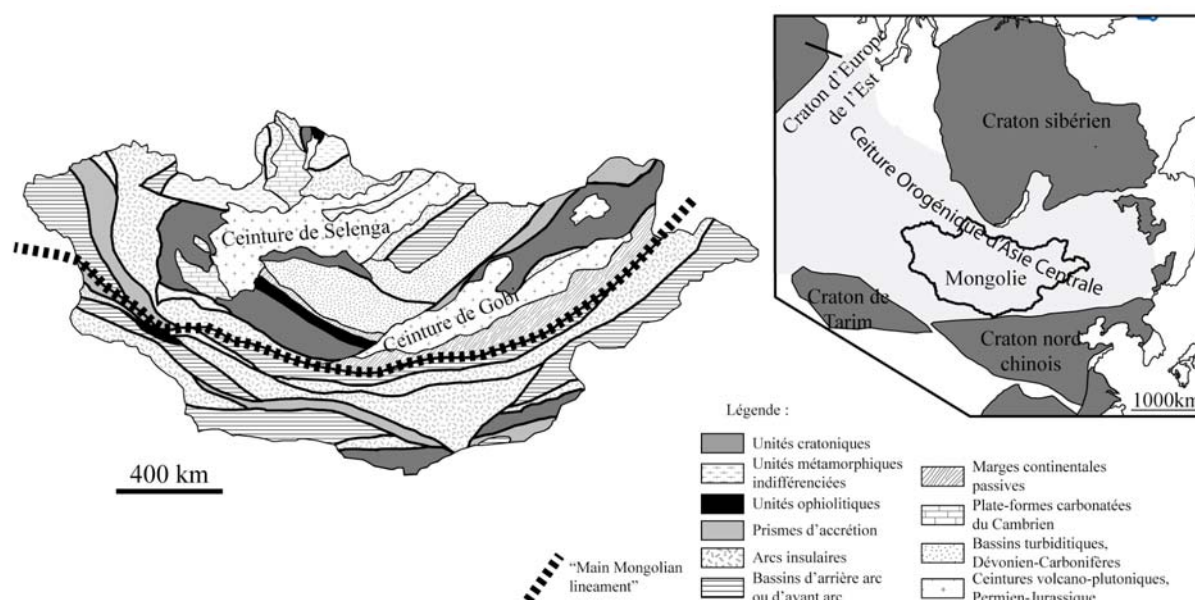 Craton d'Europe
de l'Est
Craton sibérien
Ceiture Orogénique d'Asie Centrale
Mongolie
Craton de
Tarim
Craton nord
chinois
1000km
Ceinture de Selenga
Ceinture de Gobi
400 km
Légende :
Unités cratoniques
Unités métamorphiques
indifférenciées
Unités ophiolitiques
Prismes d'accrétion
Arcs insulaires
Bassins d'arrière arc
ou d'avant arc
Marges continentales
passives
Plate-formes carbonatées
du Cambrien
Bassins turbiditiques,
Dévonien-Carbonifères
Ceintures volcano-plutoniques,
Permien-Jurassique
"Main Mongolian
lineament"